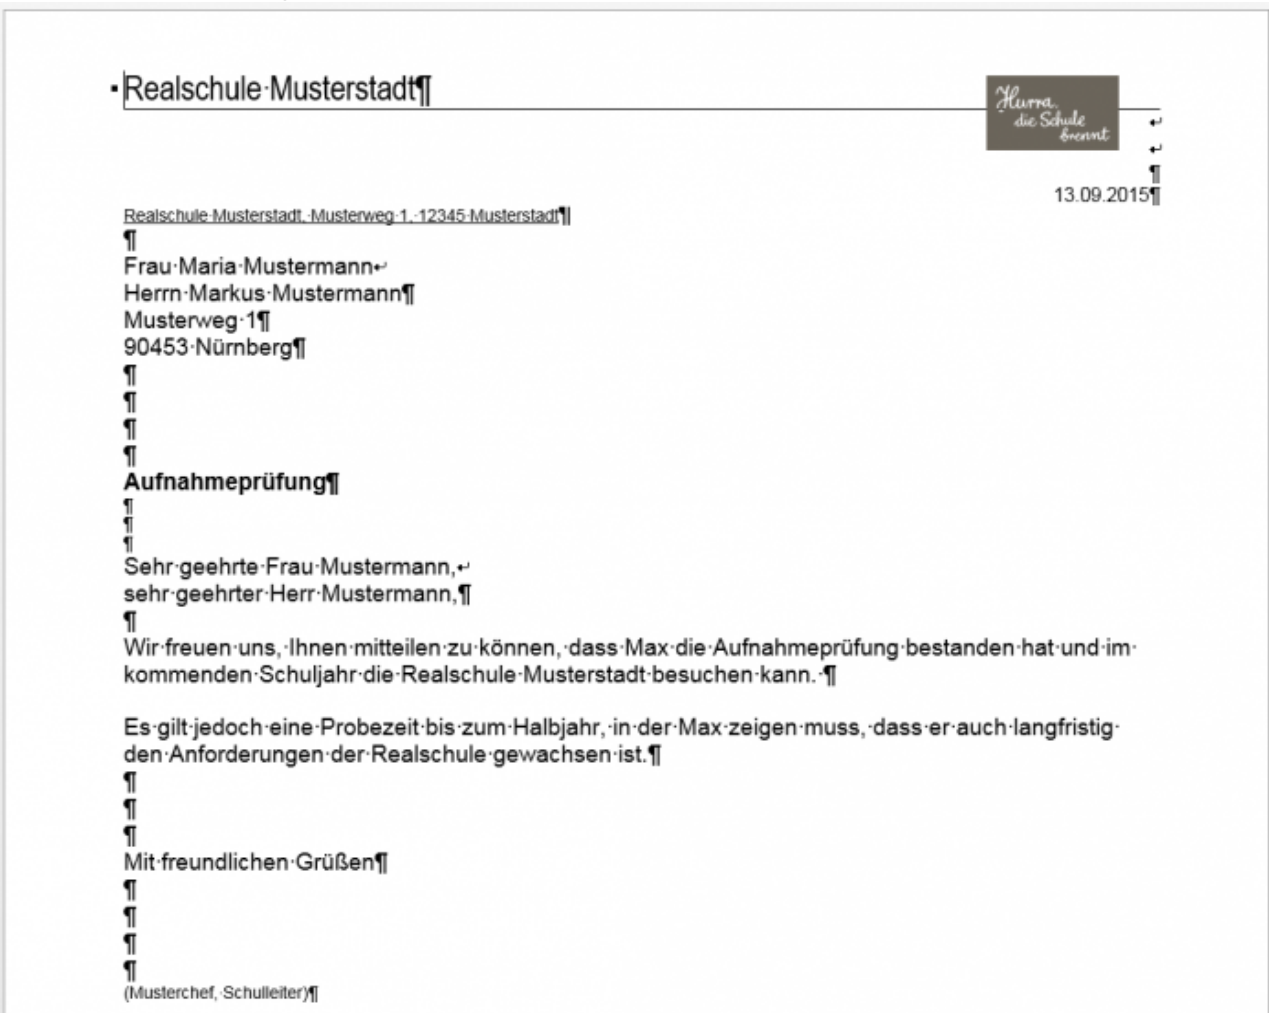 Realschule Musterstadt¶
Hurra,
die Schule
brennt
↵
↵
¶
13.09.2015¶
Realschule Musterstadt, Musterweg 1, 12345 Musterstadt¶
¶
Frau Maria Mustermann↵
Herrn Markus Mustermann¶
Musterweg 1¶
90453 Nürnberg¶
¶
¶
¶
¶
Aufnahmeprüfung¶
¶
¶
¶
Sehr geehrte Frau Mustermann,↵
sehr geehrter Herr Mustermann,¶
¶
Wir freuen uns, Ihnen mitteilen zu können, dass Max die Aufnahmeprüfung bestanden hat und im
kommenden Schuljahr die Realschule Musterstadt besuchen kann. ¶
Es gilt jedoch eine Probezeit bis zum Halbjahr, in der Max zeigen muss, dass er auch langfristig
den Anforderungen der Realschule gewachsen ist.¶
¶
¶
¶
Mit freundlichen Grüßen¶
¶
¶
¶
¶
(Musterchef, Schulleiter)¶